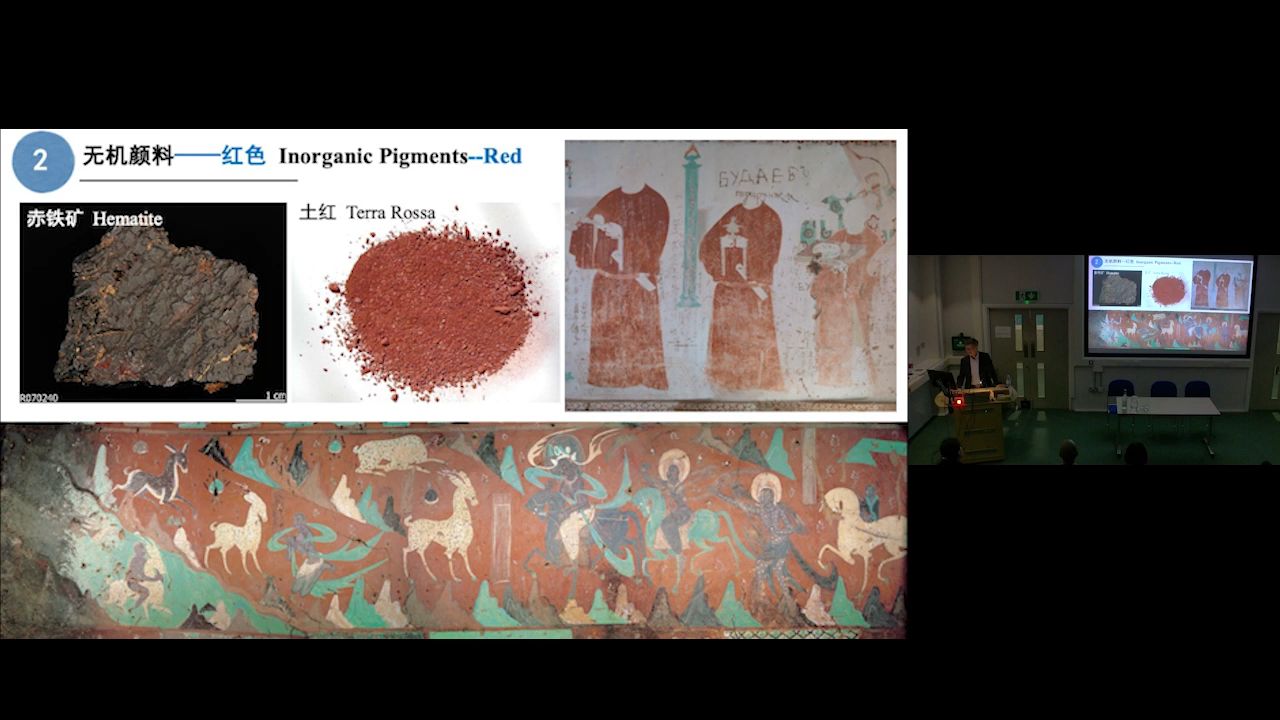 2
无机颜料——红色 Inorganic Pigments--Red
赤铁矿 Hematite
土红 Terra Rossa
R070240
1 cm
БУДАЕВЪ